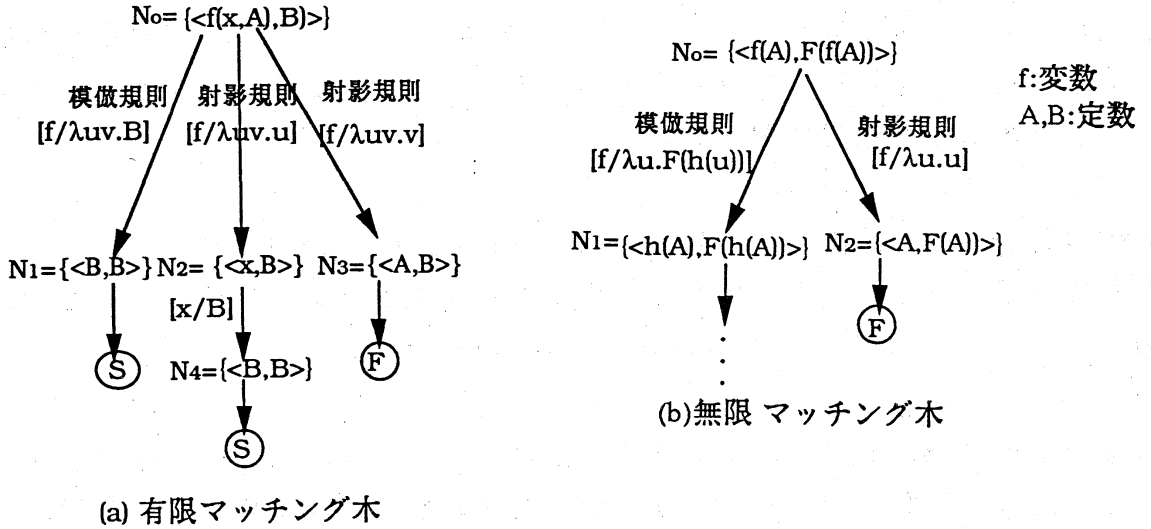 N₀= {<f(x,A),B)>}
模倣規則 射影規則 射影規則
[f/λuv.B] [f/λuv.u] [f/λuv.v]
N₁={<B,B>} N₂= {<x,B>} N₃={<A,B>}
[x/B]
S
N₄={<B,B>}
F
S
(a) 有限マッチング木
N₀= {<f(A),F(f(A))>}
模倣規則
射影規則
[f/λu.F(h(u))]
[f/λu.u]
N₁={<h(A),F(h(A))>} N₂={<A,F(A))>}
F
(b)無限 マッチング木
f:変数
A,B:定数